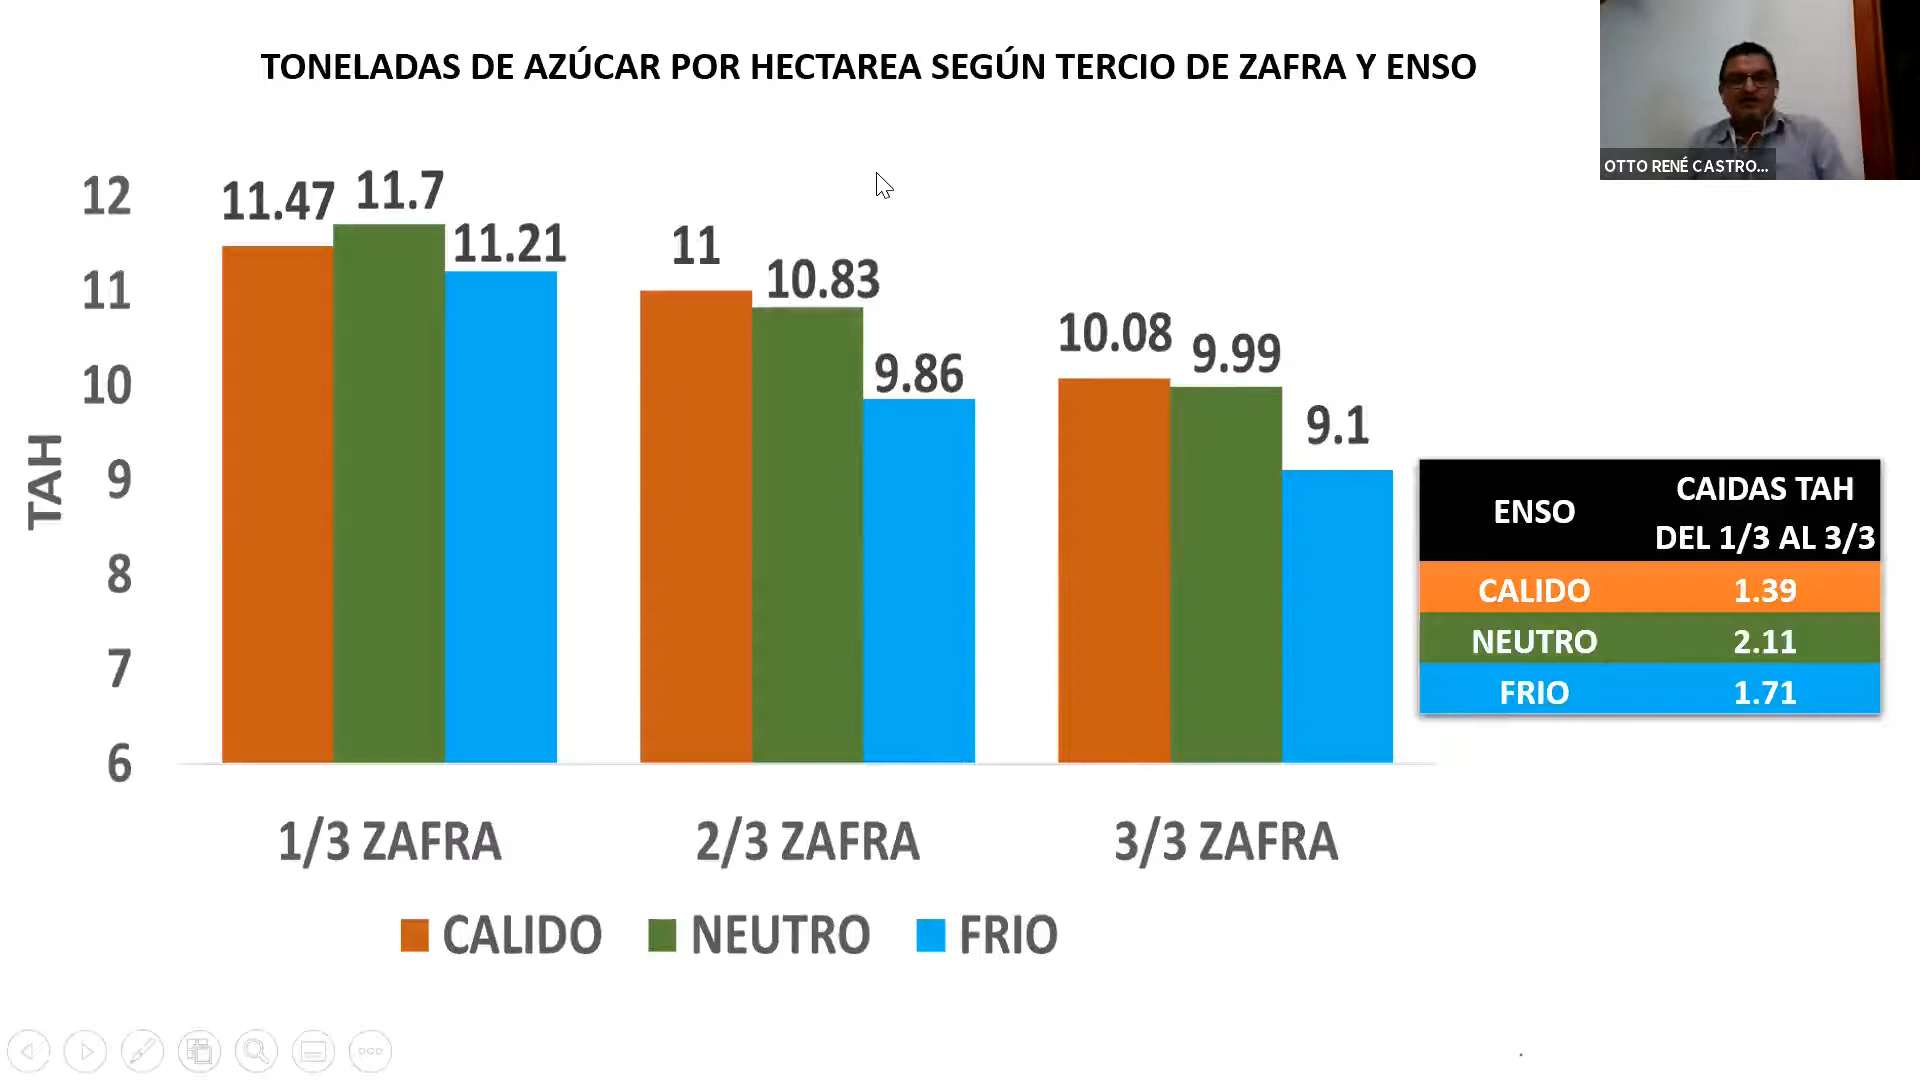 TONELADAS DE AZÚCAR POR HECTAREA SEGÚN TERCIO DE ZAFRA Y ENSO
OTTO RENÉ CASTRO...
TAH
12
11
10
9
8
7
6
11.47
11.7
11.21
11
10.83
9.86
10.08
9.99
9.1
1/3 ZAFRA
2/3 ZAFRA
3/3 ZAFRA
CALIDO
NEUTRO
FRIO
ENSO
CAIDAS TAH
DEL 1/3 AL 3/3
CALIDO 1.39
NEUTRO 2.11
FRIO 1.71